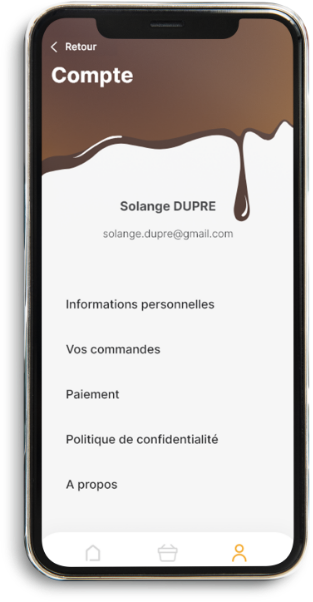 Retour
Compte
Solange DUPRE
solange.dupre@gmail.com
Informations personnelles
Vos commandes
Paiement
Politique de confidentialité
A propos